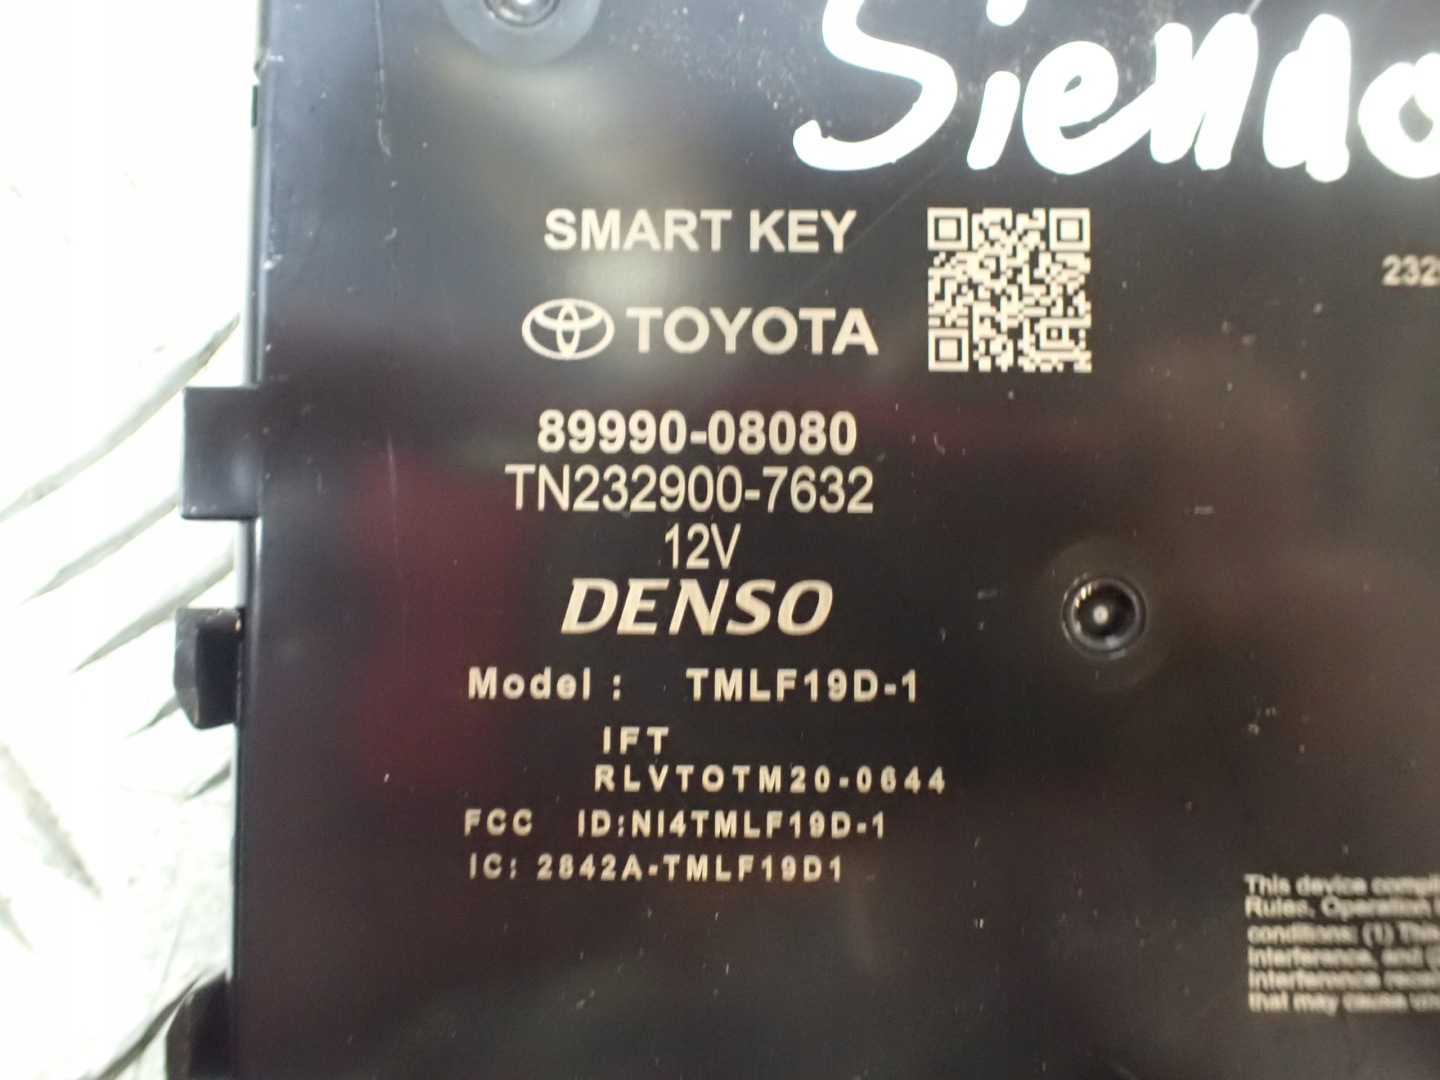 Sienna
SMART KEY
TOYOTA
89990-08080
TN232900-7632
12V
DENSO
Model : TMLF19D-1
IFT
RLVTOTM20-0644
FCC ID:NI4TMLF19D-1
IC: 2842A-TMLF19D1
232
This device compli
Rules. Operation
conditions: (1) This
interference, and
interference recei
that may cause un